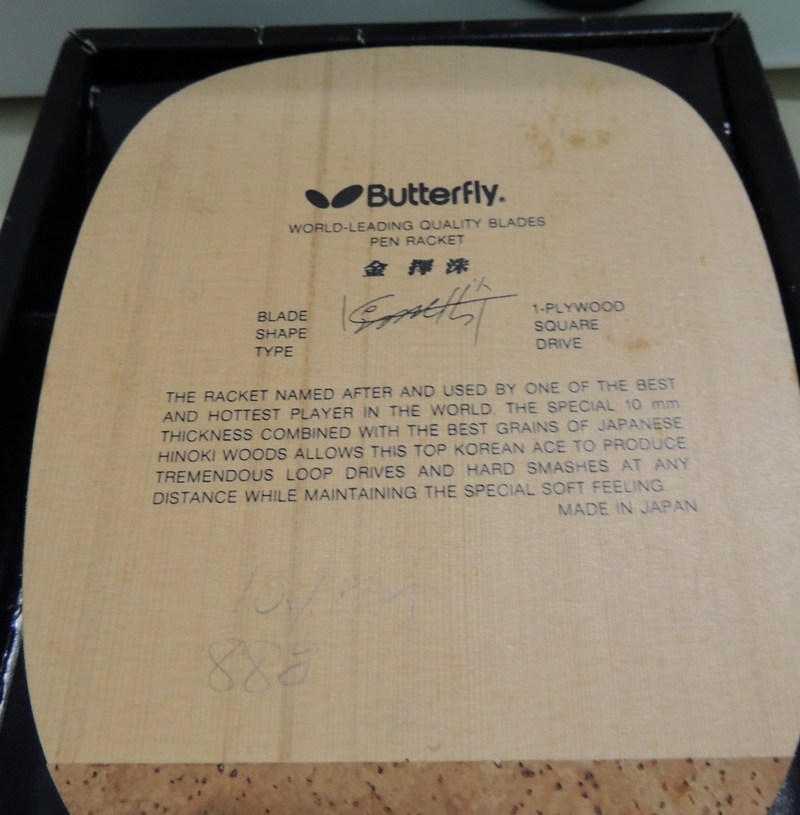 Butterfly.
WORLD-LEADING QUALITY BLADES
PEN RACKET
金擇洙
BLADE 1-PLYWOOD
SHAPE SQUARE
TYPE DRIVE
THE RACKET NAMED AFTER AND USED BY ONE OF THE BEST
AND HOTTEST PLAYER IN THE WORLD. THE SPECIAL 10 mm
THICKNESS COMBINED WITH THE BEST GRAINS OF JAPANESE
HINOKI WOODS ALLOWS THIS TOP KOREAN ACE TO PRODUCE
TREMENDOUS LOOP DRIVES AND HARD SMASHES AT ANY
DISTANCE WHILE MAINTAINING THE SPECIAL SOFT FEELING
MADE IN JAPAN